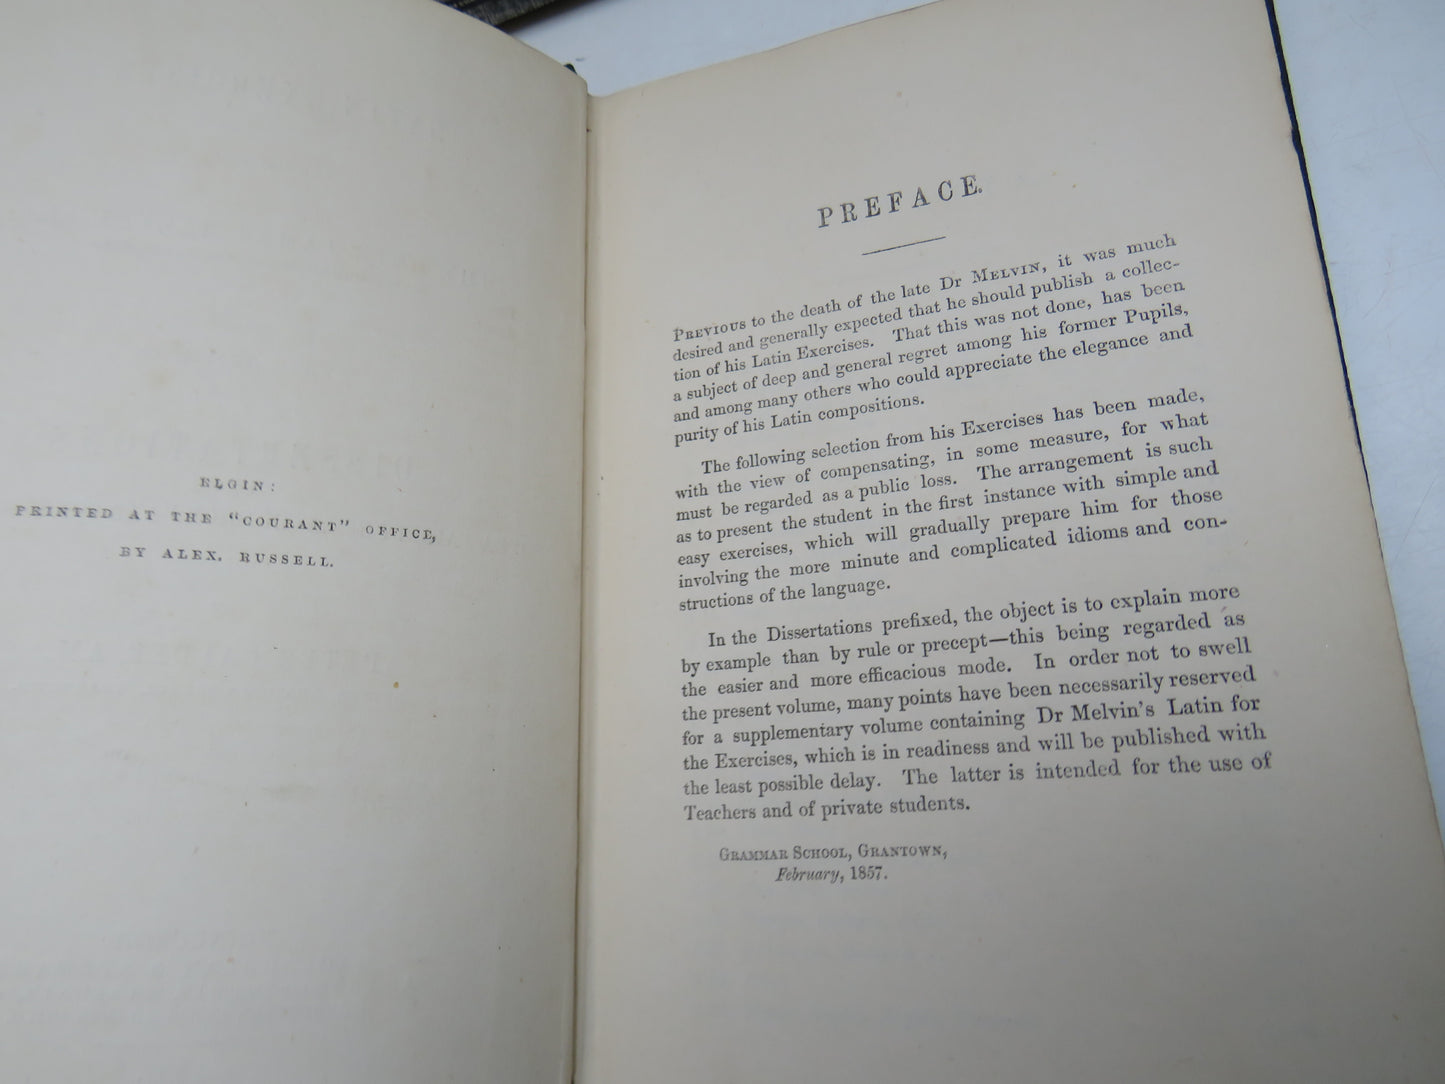 ELGIN:
PRINTED AT THE "COURANT" OFFICE,
BY ALEX. RUSSELL.
PREFACE.
PREVIOUS to the death of the late Dr MELVIN, it was much
desired and generally expected that he should publish a collec-
tion of his Latin Exercises. That this was not done, has been
a subject of deep and general regret among his former Pupils,
and among many others who could appreciate the elegance and
purity of his Latin compositions.
The following selection from his Exercises has been made,
with the view of compensating, in some measure, for what
must be regarded as a public loss. The arrangement is such
as to present the student in the first instance with simple and
easy exercises, which will gradually prepare him for those
involving the more minute and complicated idioms and con-
structions of the language.
In the Dissertations prefixed, the object is to explain more
by example than by rule or precept—this being regarded as
the easier and more efficacious mode. In order not to swell
the present volume, many points have been necessarily reserved
for a supplementary volume containing Dr Melvin's Latin for
the Exercises, which is in readiness and will be published with
the least possible delay. The latter is intended for the use of
Teachers and of private students.
GRAMMAR SCHOOL, GRANTOWN,
February, 1857.